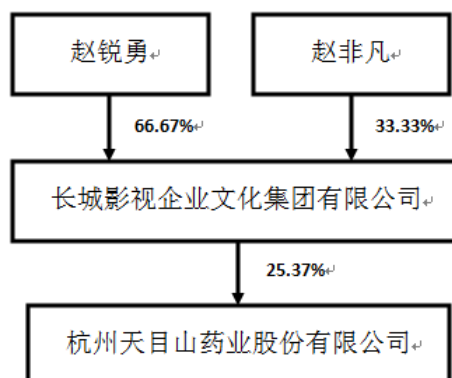 赵锐勇
赵非凡
66.67%
33.33%
长城影视企业文化集团有限公司
25.37%
杭州天目山药业股份有限公司